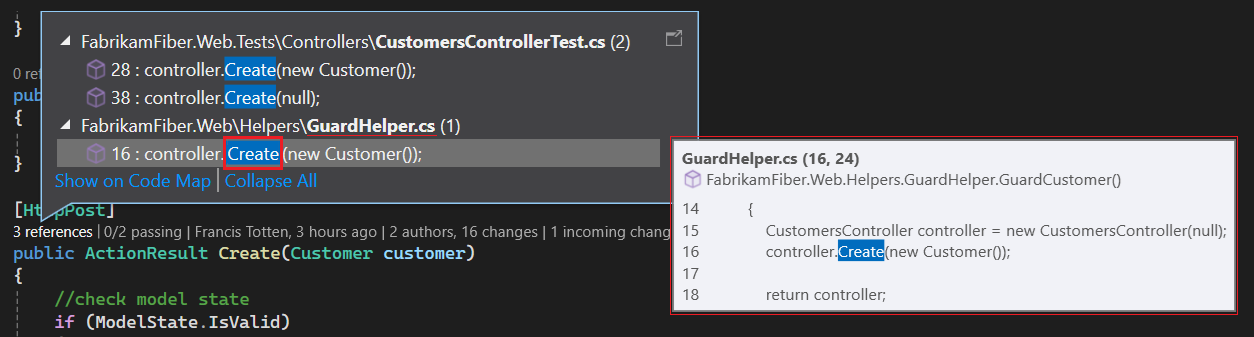 }
FabrikamFiber.Web.Tests\Controllers\CustomersControllerTest.cs (2)
28 : controller.Create(new Customer());
38 : controller.Create(null);
FabrikamFiber.Web\Helpers\GuardHelper.cs (1)
16 : controller.Create(new Customer());
Show on Code Map | Collapse All
0 ref
pub
{
}
GuardHelper.cs (16, 24)
FabrikamFiber.Web.Helpers.GuardHelper.GuardCustomer()
14 {
15 CustomersController controller = new CustomersController(null);
16 controller.Create(new Customer());
17
18 return controller;
[HttpPost]
3 references | 0/2 passing | Francis Totten, 3 hours ago | 2 authors, 16 changes | 1 incoming chang
public ActionResult Create(Customer customer)
{
//check model state
if (ModelState.IsValid)